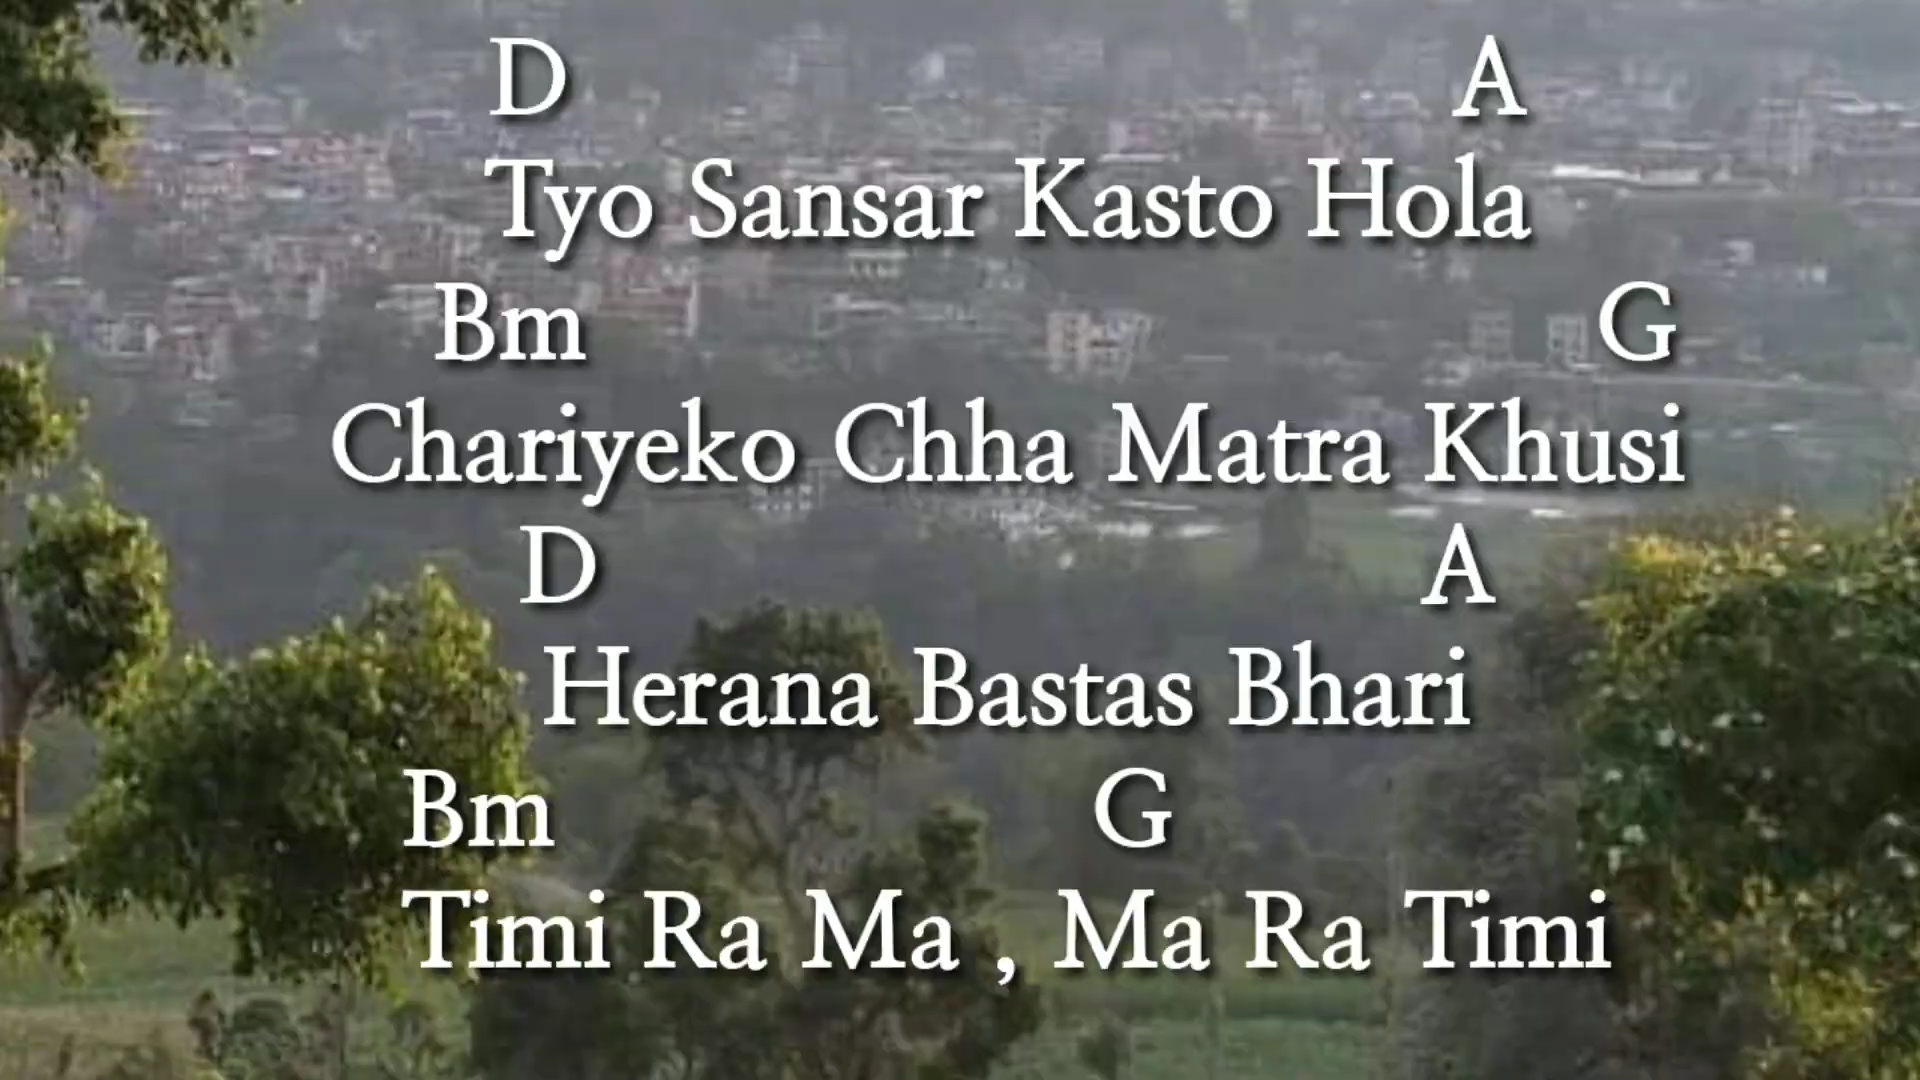 D A
Tyo Sansar Kasto Hola
Bm G
Chariyeko Chha Matra Khusi
D A
Herana Bastas Bhari
Bm G
Timi Ra Ma , Ma Ra Timi